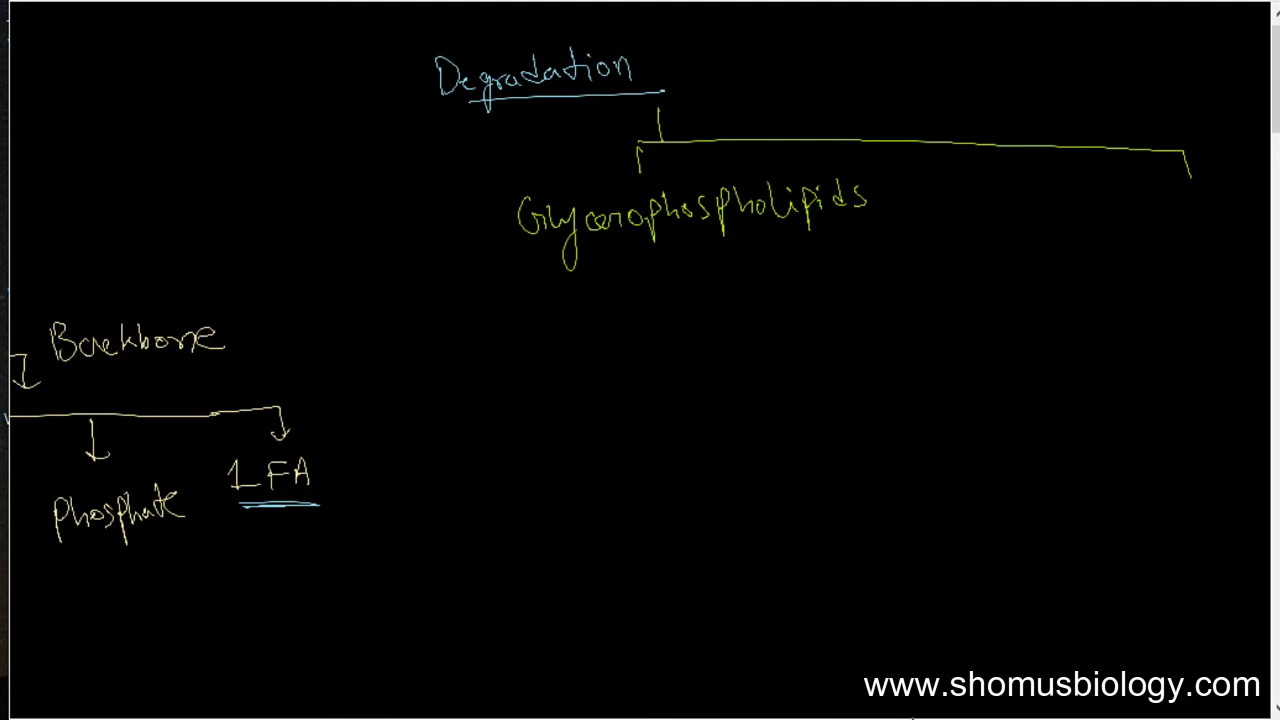 Degradation
Glycerophospholipids
Backbone
1 FA
Phosphate
www.shomusbiology.com